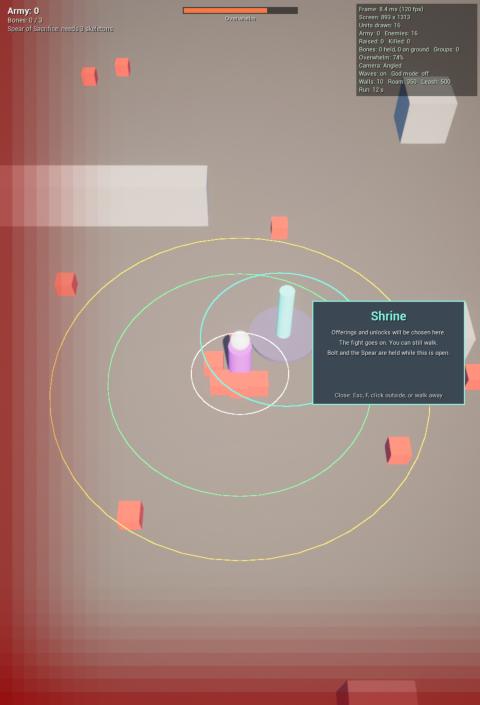 Army: 0
Bones: 0 / 3
Spear of Sacrifice: needs 3 skeletons
Overwhelm
Frame: 8.4 ms (120 fps)
Screen: 893 x 1313
Units drawn: 16
Army: 0 Enemies: 16
Raised: 0 Killed: 0
Bones: 0 held, 0 on ground Groups: 0
Overwhelm: 74%
Camera: Angled
Waves: on God mode: off
Walls: 10 Roam: 350 Leash: 500
Run: 12 s
Shrine
Offerings and unlocks will be chosen here.
The fight goes on. You can still walk.
Bolt and the Spear are held while this is open.
Close: Esc, F, click outside, or walk away